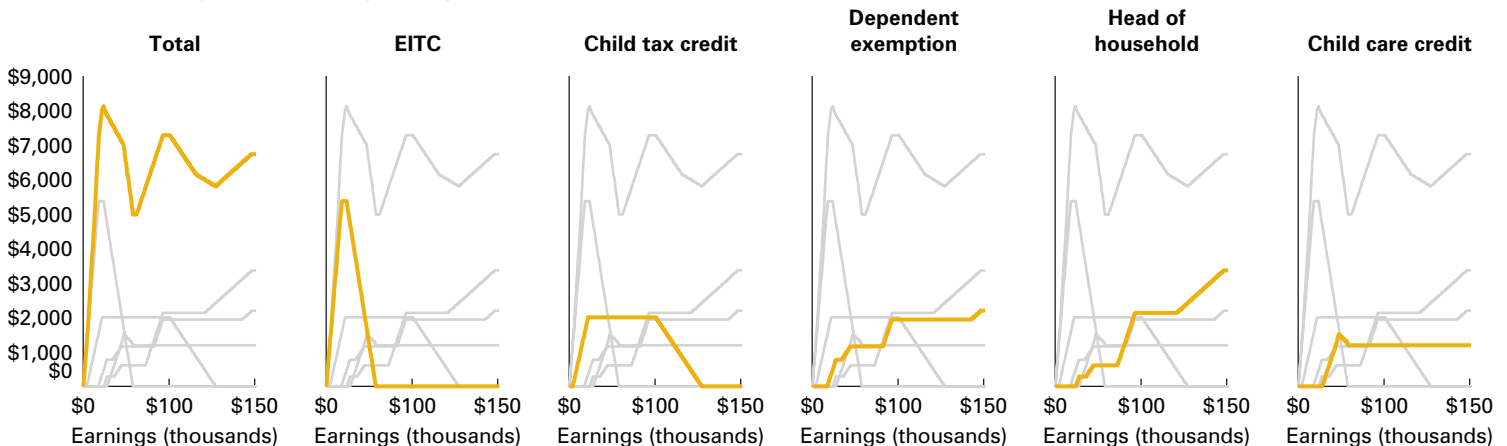 Total
EITC
Child tax credit
Dependent
exemption
Head of
household
Child care credit
$9,000
$8,000
$7,000
$6,000
$5,000
$4,000
$3,000
$2,000
$1,000
$0
$0 $100 $150
$0 $100 $150
$0 $100 $150
$0 $100 $150
$0 $100 $150
$0 $100 $150
Earnings (thousands)
Earnings (thousands)
Earnings (thousands)
Earnings (thousands)
Earnings (thousands)
Earnings (thousands)